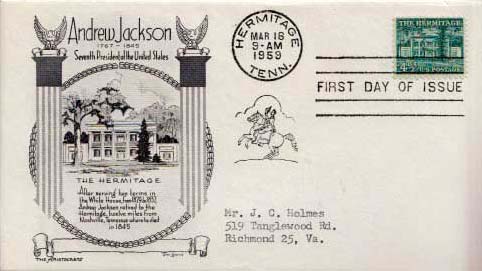 Andrew Jackson
1767 - 1845
Seventh President of the United States
THE HERMITAGE
After serving two terms in
the White House, from 1829 to 1837,
Andrew Jackson retired to the
Hermitage, twelve miles from
Nashville, Tennessee where he died
in 1845
THE ARISTOCRATS
HERMITAGE
MAR 16
9-AM
1959
TENN.
THE HERMITAGE
FIRST DAY OF ISSUE
Mr. J. C. Holmes
519 Tanglewood Rd.
Richmond 25, Va.